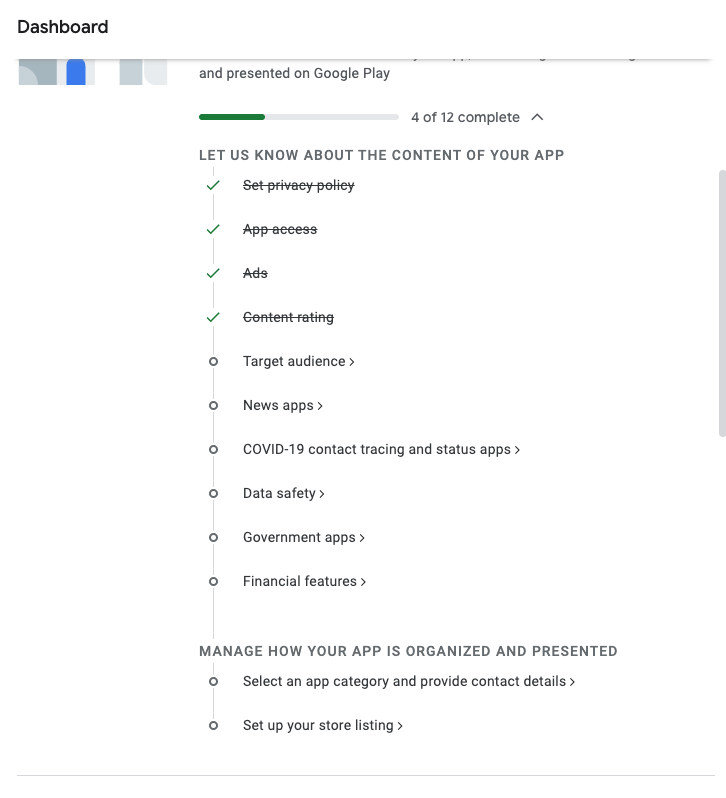 Dashboard
and presented on Google Play
4 of 12 complete
LET US KNOW ABOUT THE CONTENT OF YOUR APP
Set privacy policy
App access
Ads
Content rating
Target audience
News apps
COVID-19 contact tracing and status apps
Data safety
Government apps
Financial features
MANAGE HOW YOUR APP IS ORGANIZED AND PRESENTED
Select an app category and provide contact details
Set up your store listing